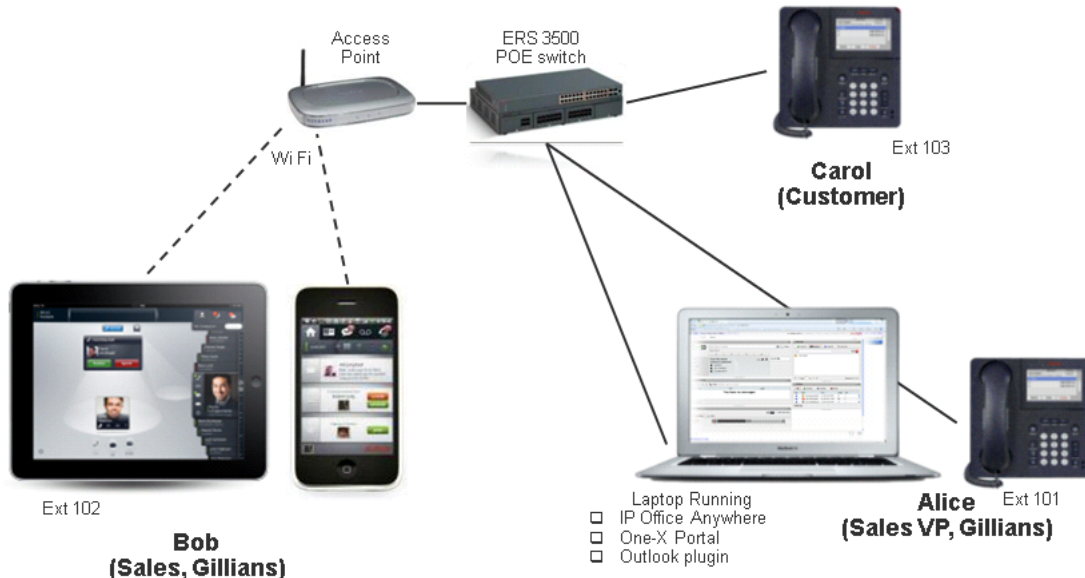 Access
Point
ERS 3500
POE switch
Ext 103
Carol
(Customer)
Wi Fi
Ext 102
Bob
(Sales, Gillians)
Laptop Running
☐ IP Office Anywhere
☐ One-X Portal
☐ Outlook plugin
Alice
Ext 101
(Sales VP, Gillians)